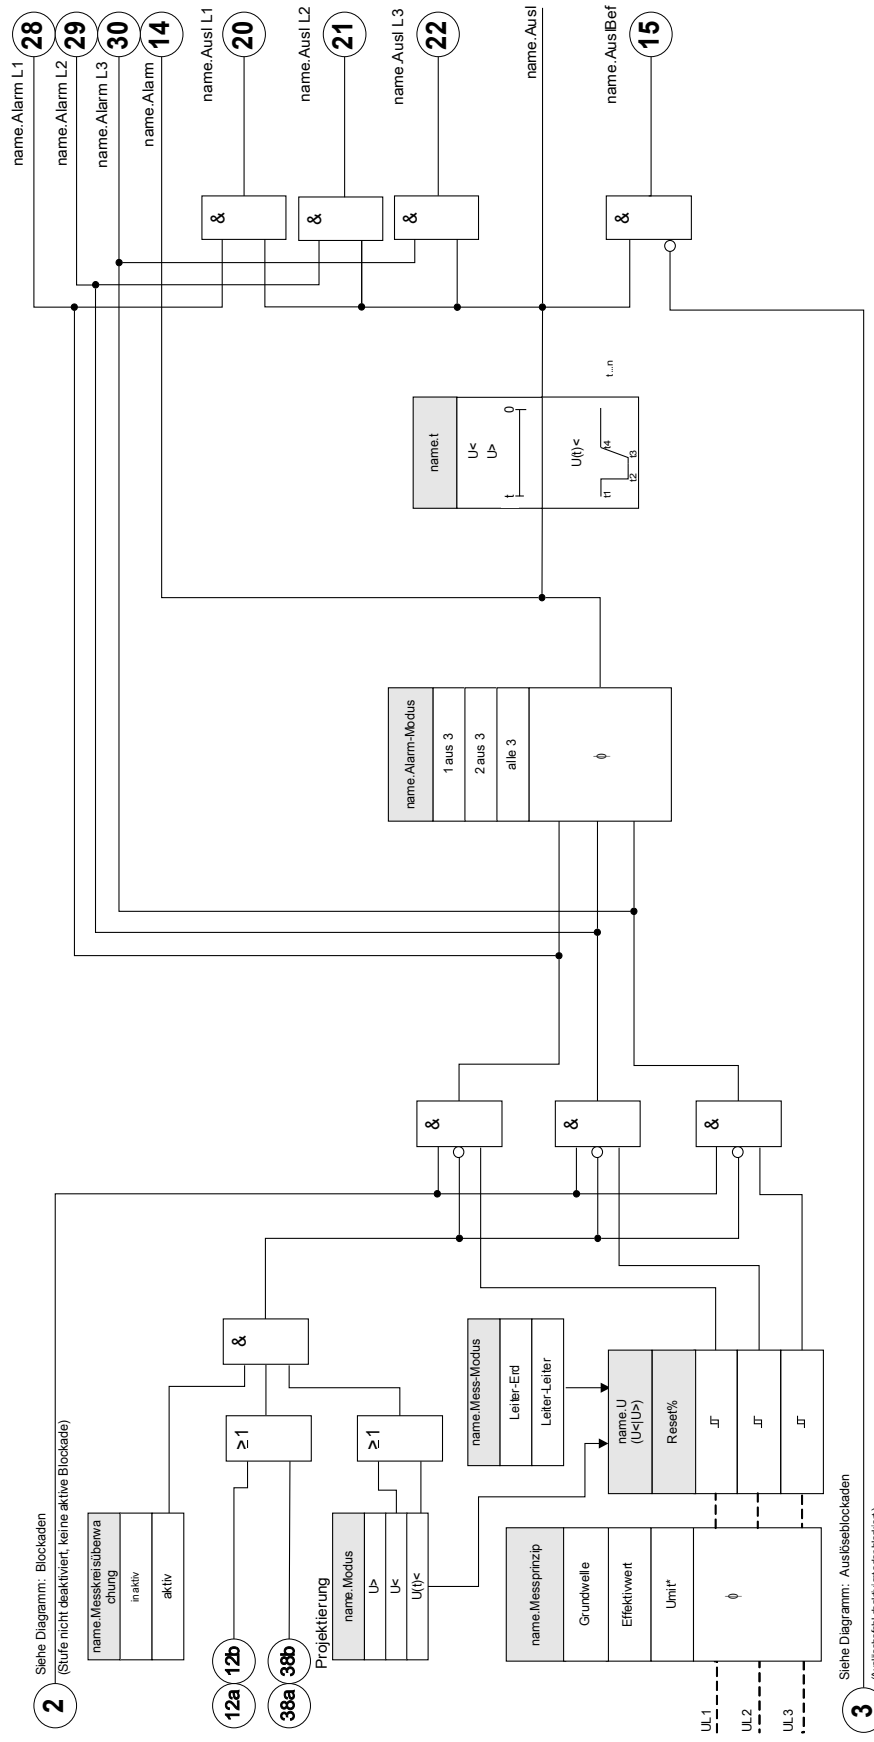 2
Siehe Diagramm: Blockaden
(Stufe nicht deaktiviert, keine aktive Blockade)
name.Messkreisüberwa
chung
inaktiv
aktiv
12a
12b
38a
38b
≥1
&
Projektierung
name.Modus
U>
U<
U(t)<
≥1
name.Mess-Modus
Leiter-Erd
Leiter-Leiter
name.Messprinzip
Grundwelle
Effektivwert
Umit*
ϕ
UL1
UL2
UL3
name.U
(U<|U>)
Reset%
&
&
&
name.Alarm-Modus
1 aus 3
2 aus 3
alle 3
ϕ
name.t
U<
U>
t
0
U(t)<
t1
t2
t3
t4
t...n
&
&
&
&
name.Alarm L1
28
name.Alarm L2
29
name.Alarm L3
30
name.Alarm
14
name.Ausl L1
20
name.Ausl L2
21
name.Ausl L3
22
name.Ausl
name.AuslBef
15
3
Siehe Diagramm: Auslöseblockaden